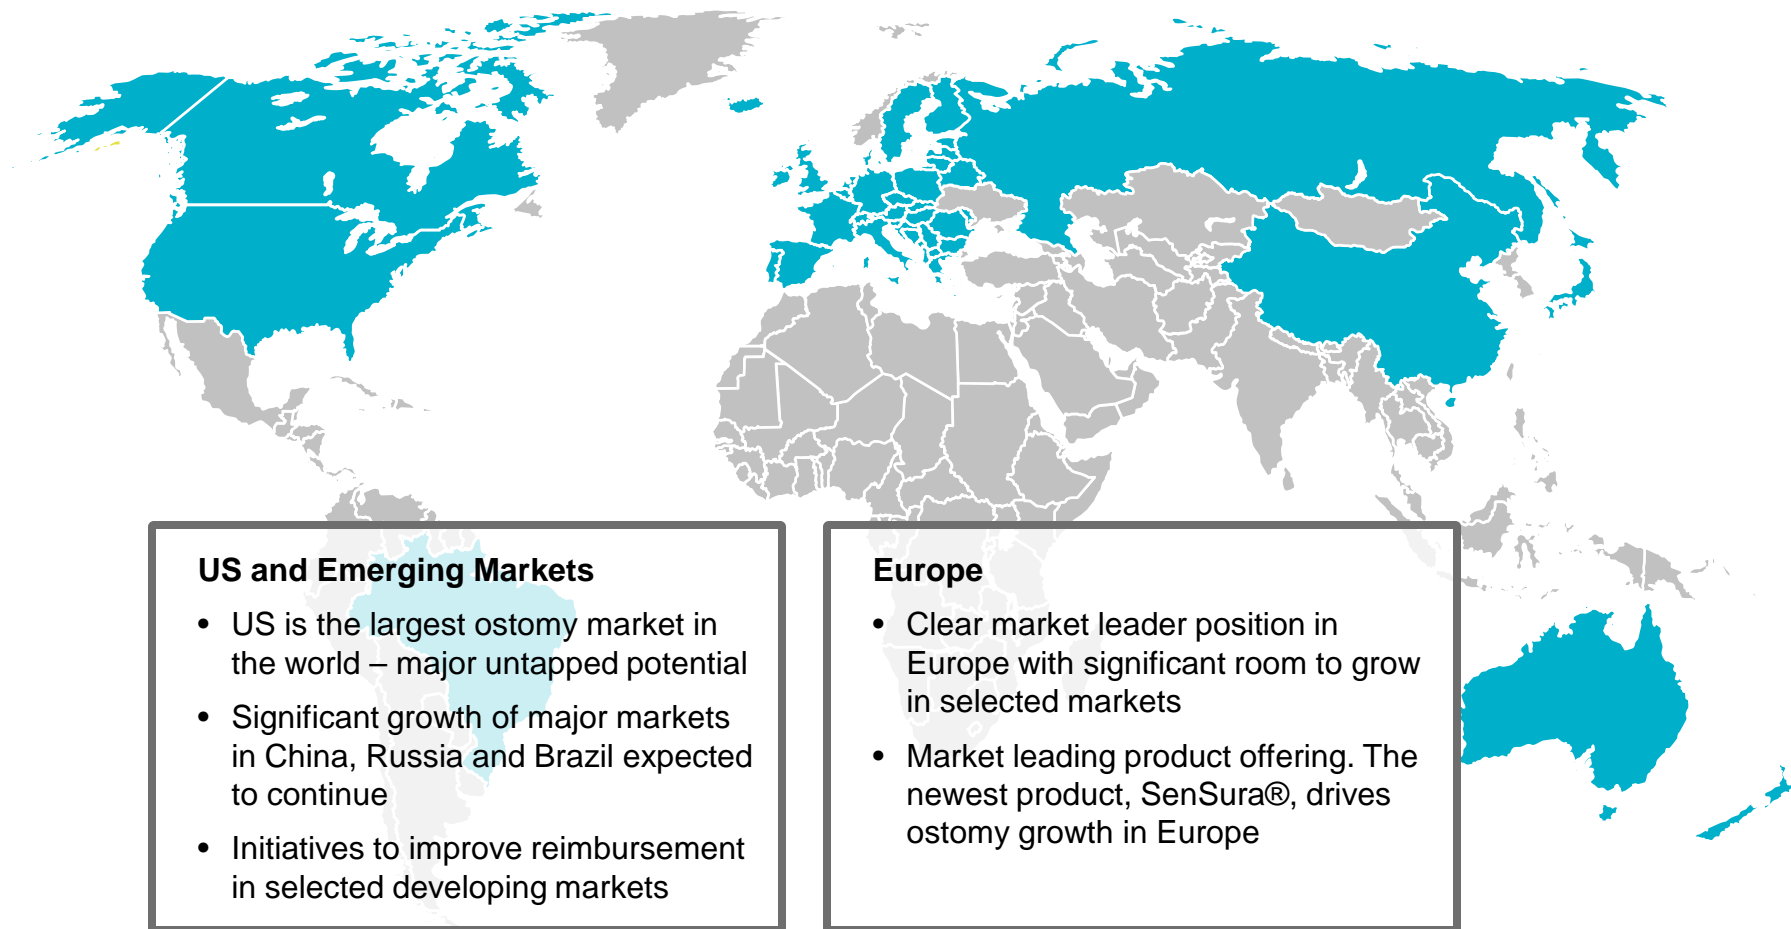 US and Emerging Markets
• US is the largest ostomy market in
the world – major untapped potential
• Significant growth of major markets
in China, Russia and Brazil expected
to continue
• Initiatives to improve reimbursement
in selected developing markets
Europe
• Clear market leader position in
Europe with significant room to grow
in selected markets
• Market leading product offering. The
newest product, SenSura®, drives
ostomy growth in Europe